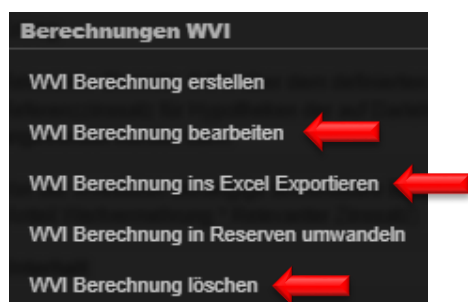 Berechnungen WVI
WVI Berechnung erstellen
WVI Berechnung bearbeiten
WVI Berechnung ins Excel Exportieren
WVI Berechnung in Reserven umwandeln
WVI Berechnung löschen